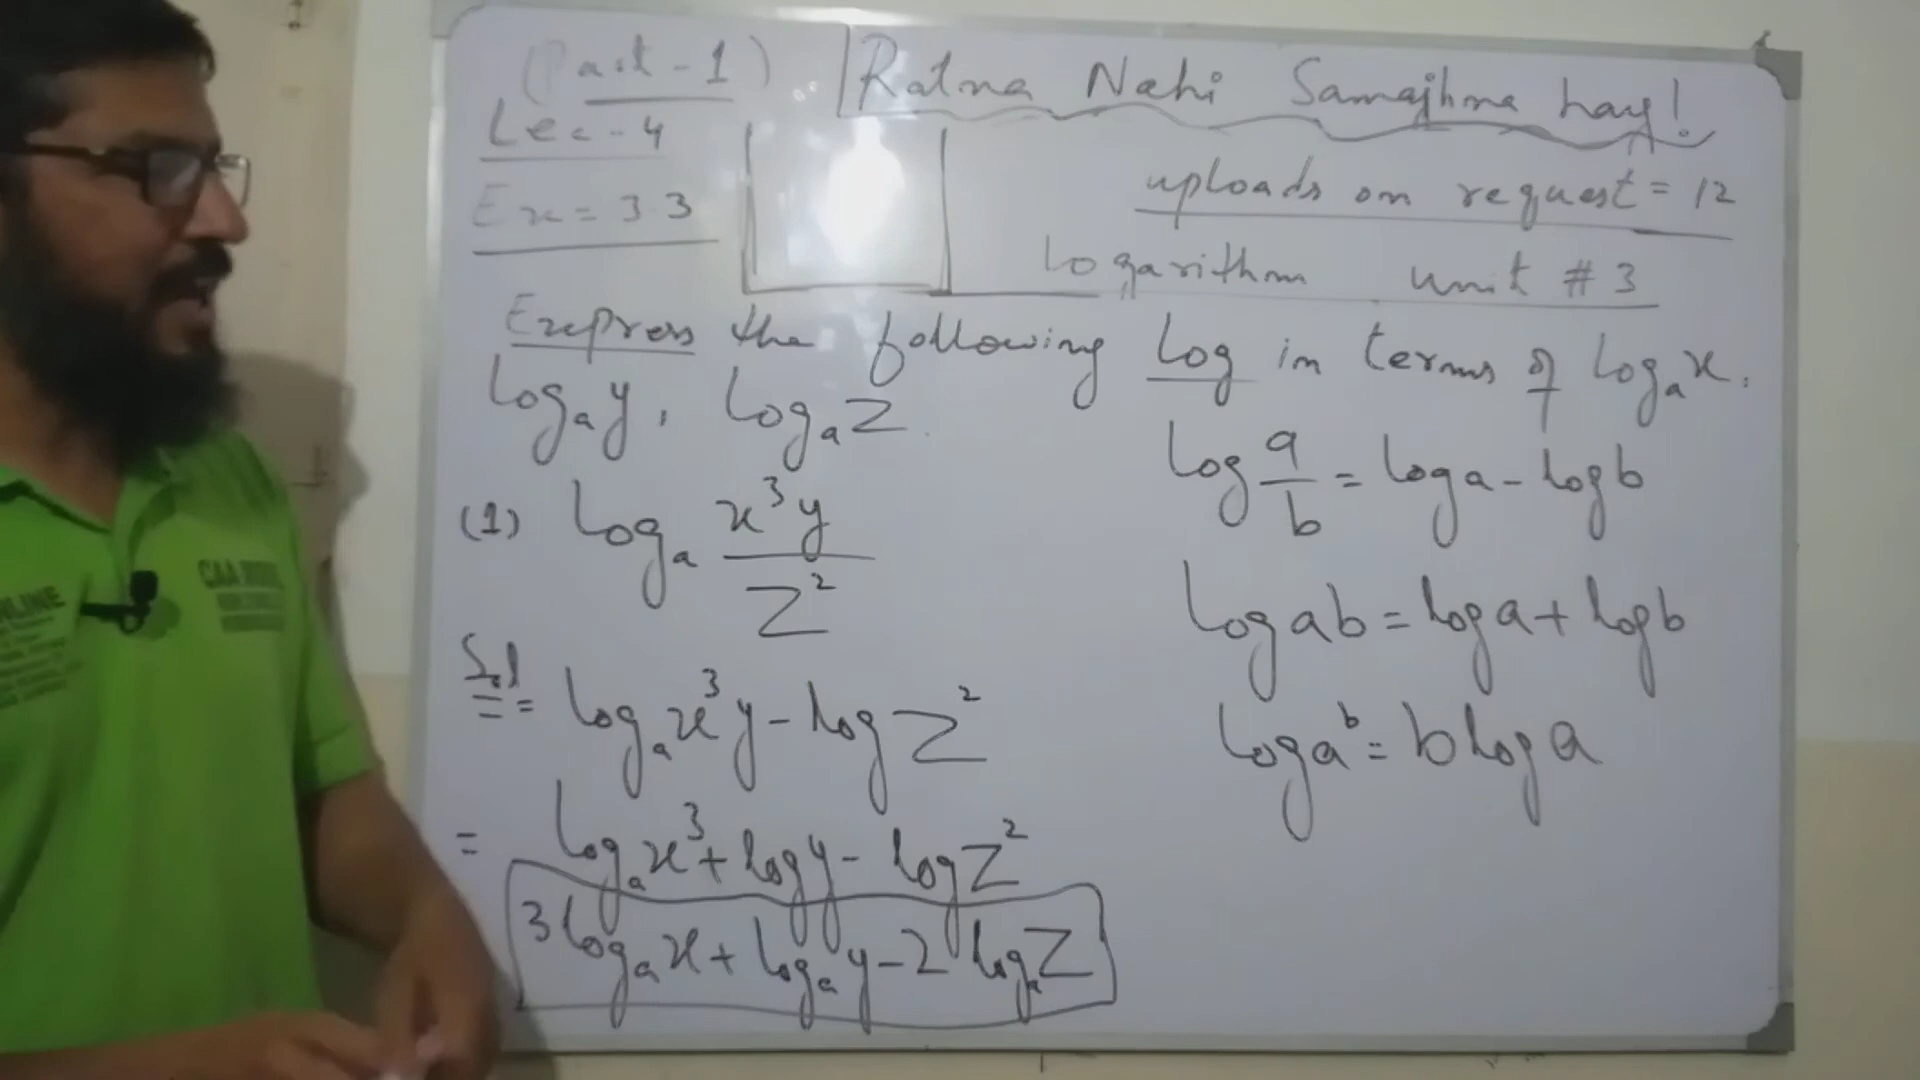 (Part-1)
Ratna Nahi Samajhna hay!
Lec-4
uploads on request = 12
Ex = 3.3
Logarithm unit #3
Express the following log in terms of logₐx.
logₐy, logₐz.
log a/b = log a - log b
(1) logₐ x³y/z²
log ab = log a + log b
Sol
= logₐx³y - log z²
log aᵇ = b log a
= logₐx³ + log y - log z²
3 logₐx + logₐy - 2 logₐz
CAA